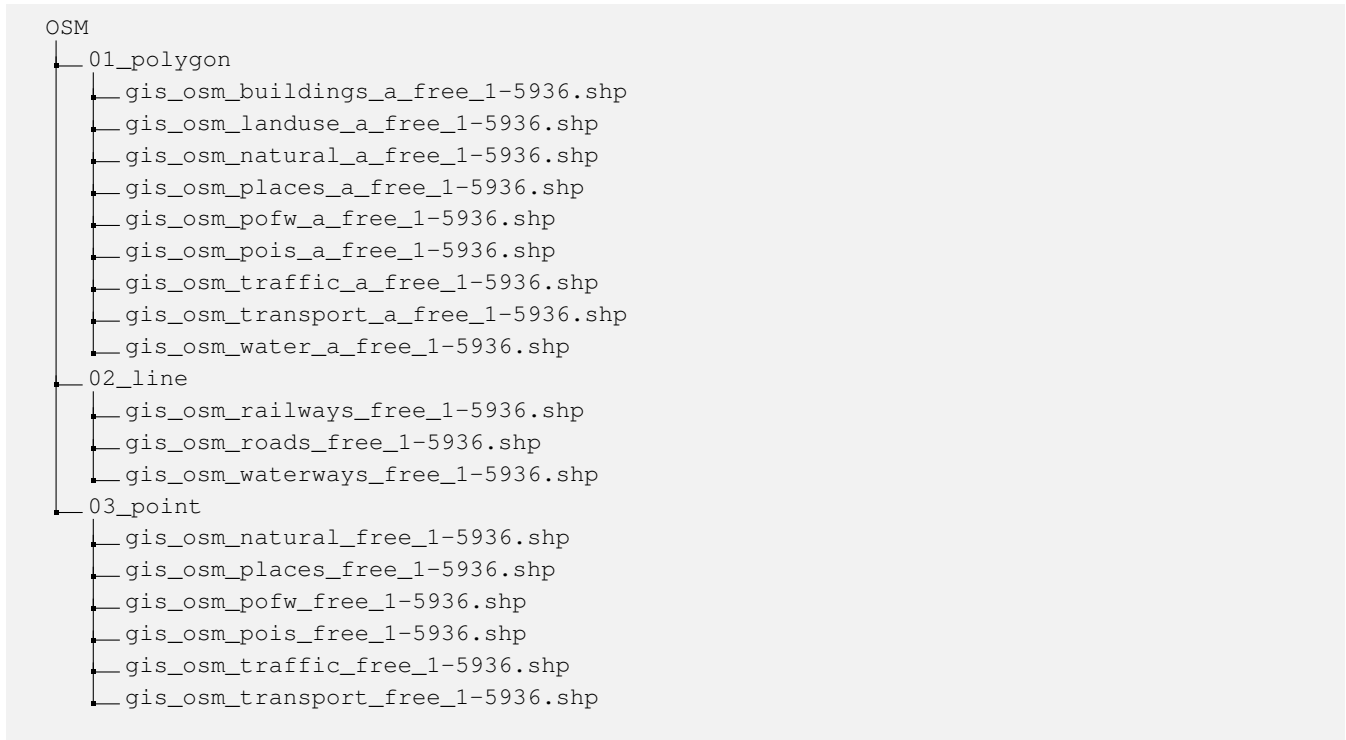 OSM
01_polygon
gis_osm_buildings_a_free_1-5936.shp
gis_osm_landuse_a_free_1-5936.shp
gis_osm_natural_a_free_1-5936.shp
gis_osm_places_a_free_1-5936.shp
gis_osm_pofw_a_free_1-5936.shp
gis_osm_pois_a_free_1-5936.shp
gis_osm_traffic_a_free_1-5936.shp
gis_osm_transport_a_free_1-5936.shp
gis_osm_water_a_free_1-5936.shp
02_line
gis_osm_railways_free_1-5936.shp
gis_osm_roads_free_1-5936.shp
gis_osm_waterways_free_1-5936.shp
03_point
gis_osm_natural_free_1-5936.shp
gis_osm_places_free_1-5936.shp
gis_osm_pofw_free_1-5936.shp
gis_osm_pois_free_1-5936.shp
gis_osm_traffic_free_1-5936.shp
gis_osm_transport_free_1-5936.shp